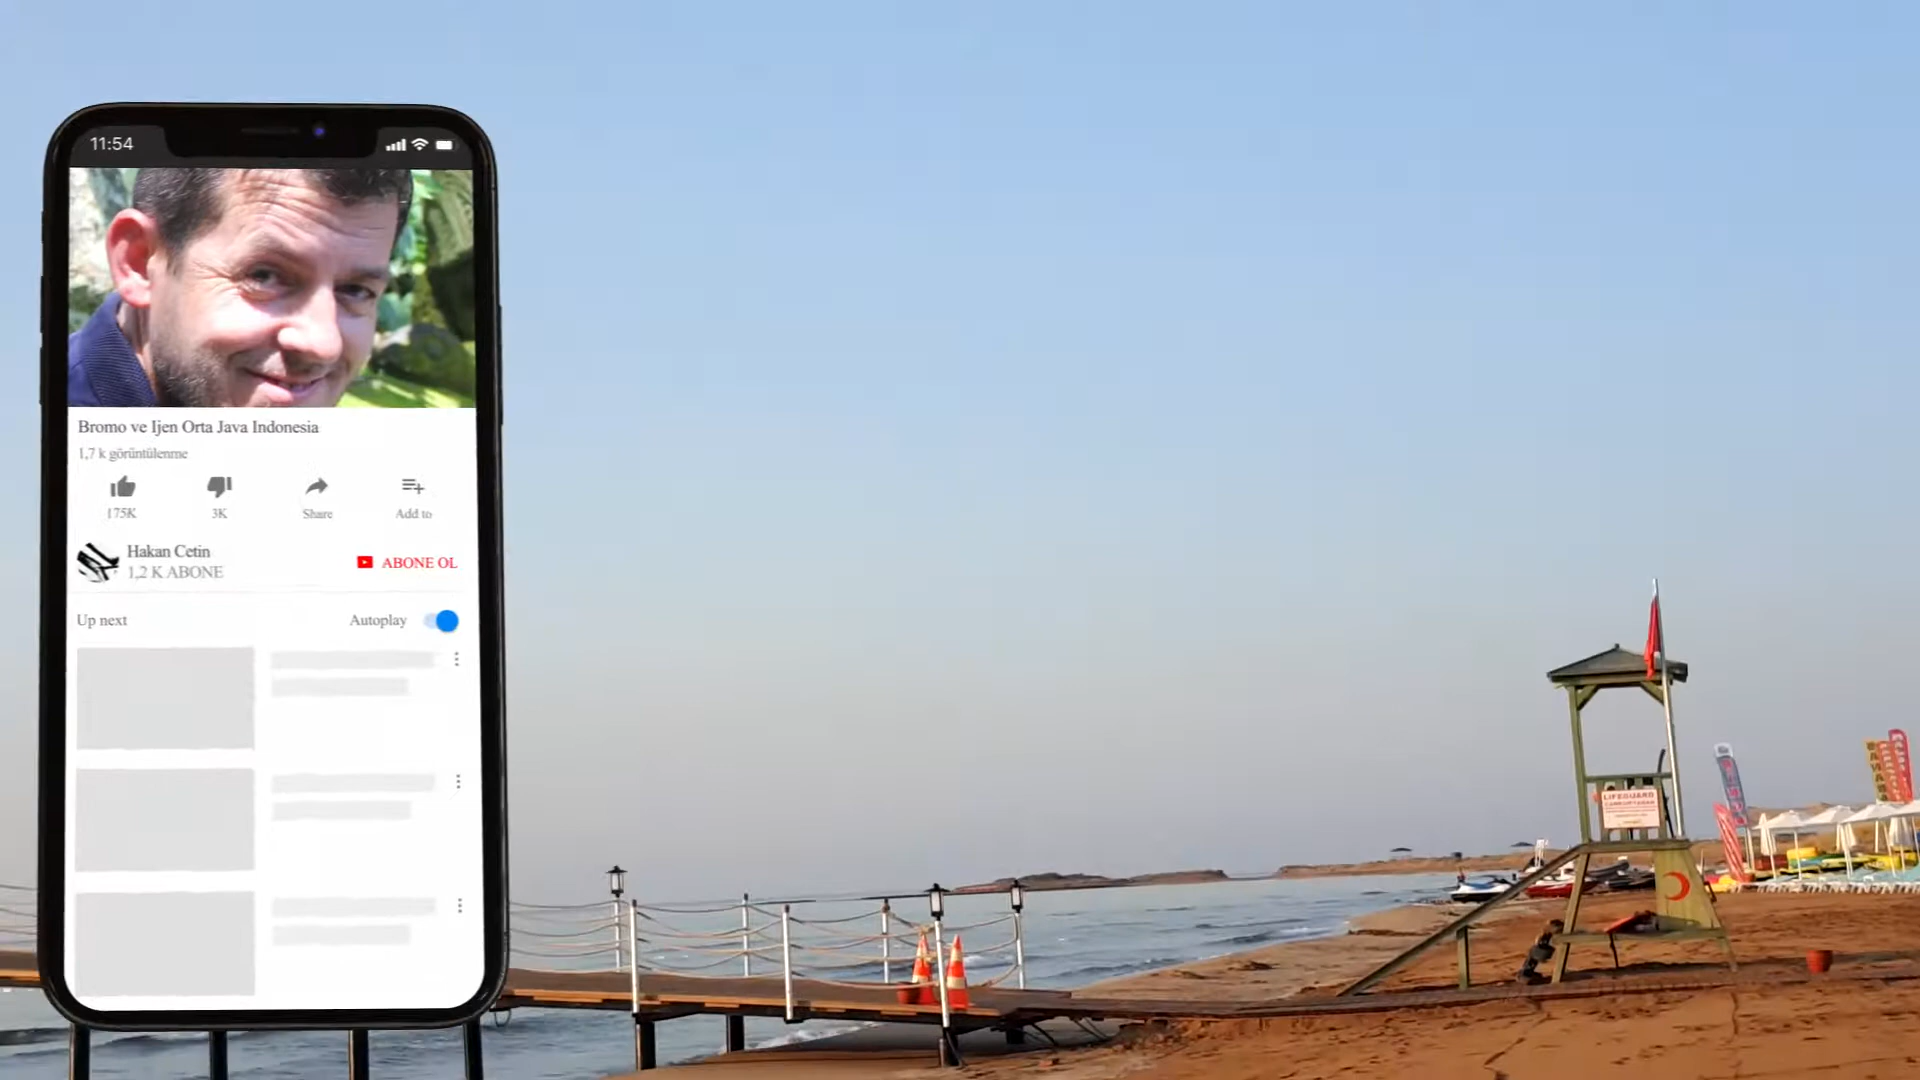 11:54
Bromo ve Ijen Orta Java Indonesia
1,7 k görüntülenme
175K
3K
Share
Add to
Hakan Cetin
1,2 K ABONE
ABONE OL
Up next
Autoplay
LIFEGUARD
CANKURTARAN